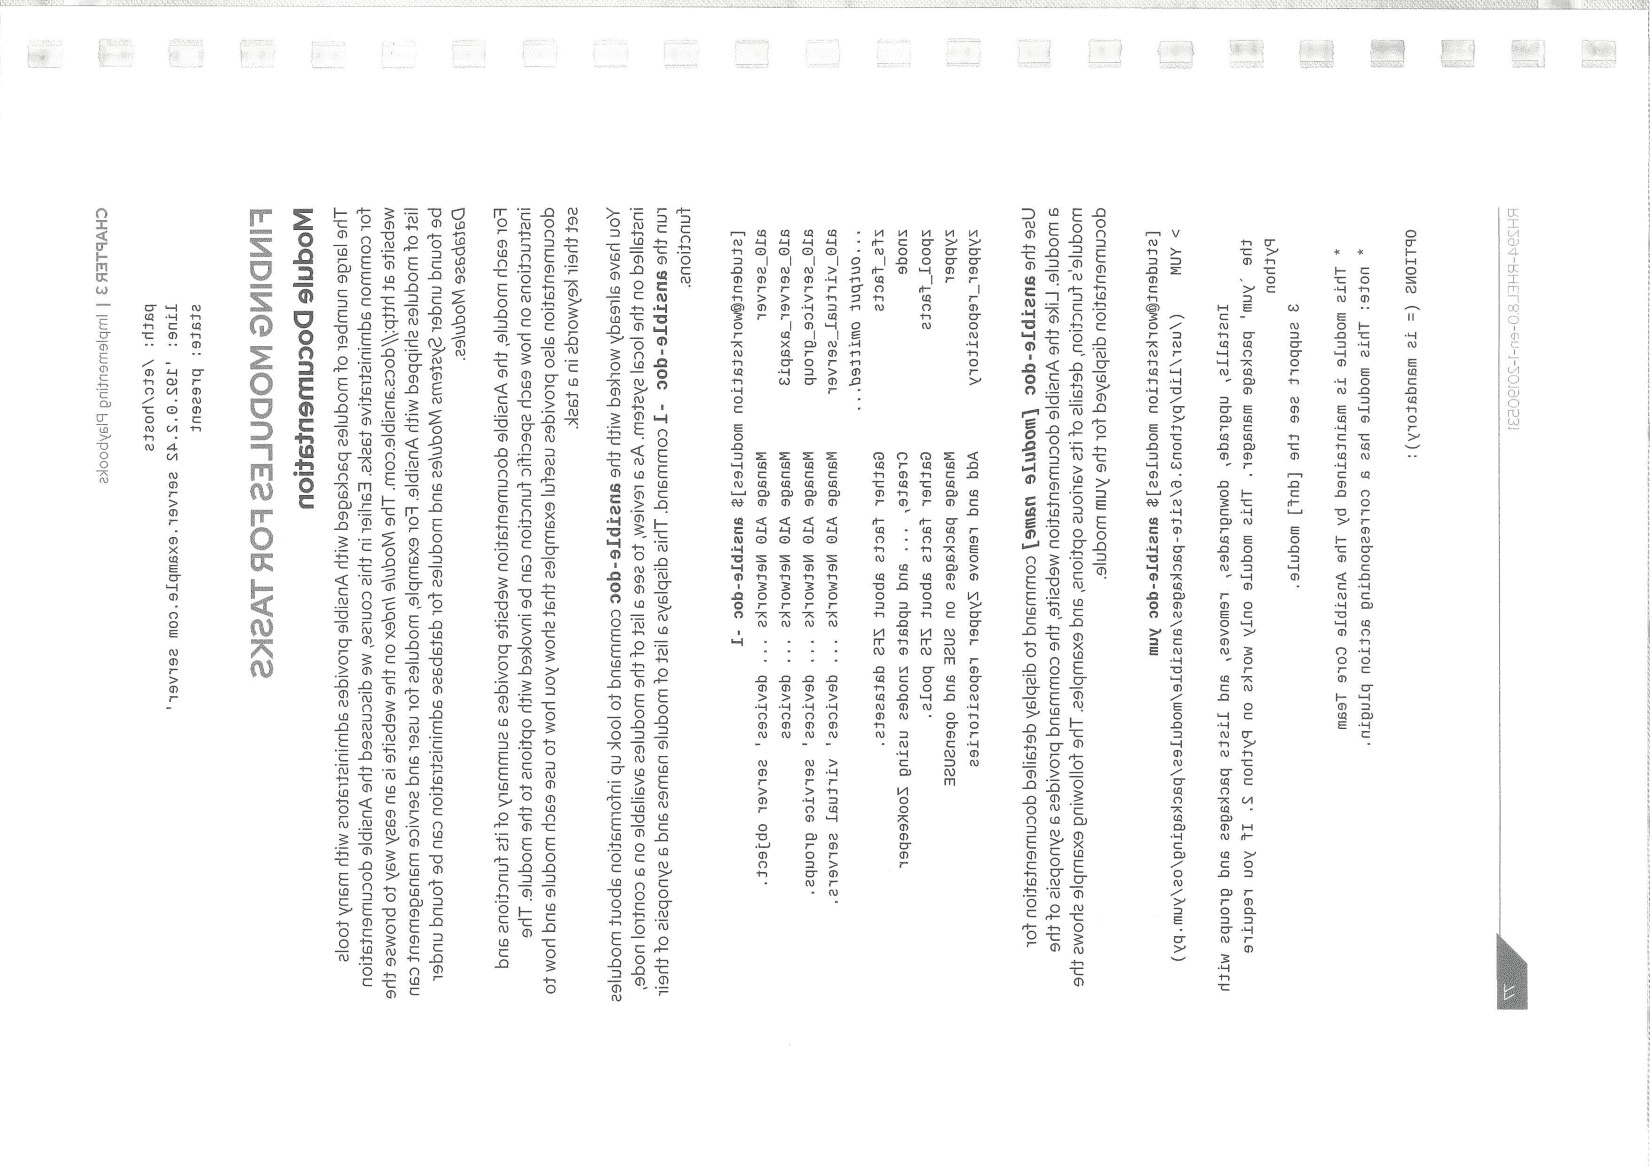 CHAPTER 3 | Implementing Playbooks
path: /etc/hosts
line: '192.0.2.42 server.example.com server'
state: present
FINDING MODULES FOR TASKS
Module Documentation
The large number of modules packaged with Ansible provides administrators with many tools
for common administrative tasks. Earlier in this course, we discussed the Ansible documentation
website at http://docs.ansible.com. The Module Index on the website is an easy way to browse the
list of modules shipped with Ansible. For example, modules for user and service management can
be found under Systems Modules and modules for database administration can be found under
Database Modules.
For each module, the Ansible documentation website provides a summary of its functions and
instructions on how each specific function can be invoked with options to the module. The
documentation also provides useful examples that show you how to use each module and how to
set their keywords in a task.
You have already worked with the ansible-doc command to look up information about modules
installed on the local system. As a review, to see a list of the modules available on a control node,
run the ansible-doc -l command. This displays a list of module names and a synopsis of their
functions.
[student@workstation modules]$ ansible-doc -l
a10_server Manage A10 Networks ... devices' server object.
a10_server_axapi3 Manage A10 Networks ... devices
a10_service_group Manage A10 Networks ... devices' service groups.
a10_virtual_server Manage A10 Networks ... devices' virtual servers.
...output omitted...
zfs_facts Gather facts about ZFS datasets.
znode Create, ... and update znodes using ZooKeeper
zpool_facts Gather facts about ZFS pools.
zypper Manage packages on SUSE and openSUSE
zypper_repository Add and remove Zypper repositories
Use the ansible-doc [module name] command to display detailed documentation for
a module. Like the Ansible documentation website, the command provides a synopsis of the
module's function, details of its various options, and examples. The following example shows the
documentation displayed for the yum module.
[student@workstation modules]$ ansible-doc yum
> YUM (/usr/lib/python3.6/site-packages/ansible/modules/packaging/os/yum.py)
Installs, upgrade, downgrades, removes, and lists packages and groups with
the `yum' package manager. This module only works on Python 2. If you require
Python
3 support see the [dnf] module.
* This module is maintained by The Ansible Core Team
* note: This module has a corresponding action plugin.
OPTIONS (= is mandatory):
RH294-RHEL8.0-en-1-20190531
77